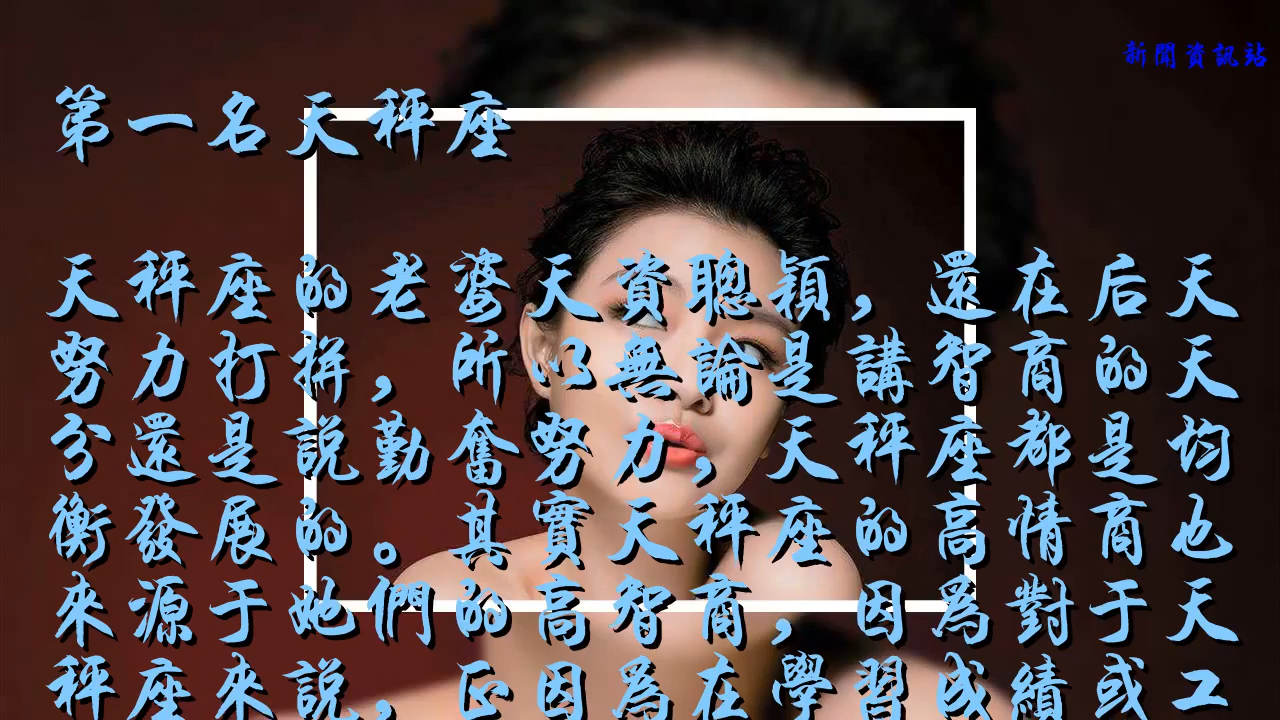 新聞資訊站
第一名天秤座
天秤座的老婆天資聰穎，還在后天
努力打拚，所以無論是講智商的天
分還是說勤奮努力，天秤座都是均
衡發展的。其實天秤座的高情商也
來源于她們的高智商，因為對于天
秤座來說，正因為在學習成績或工